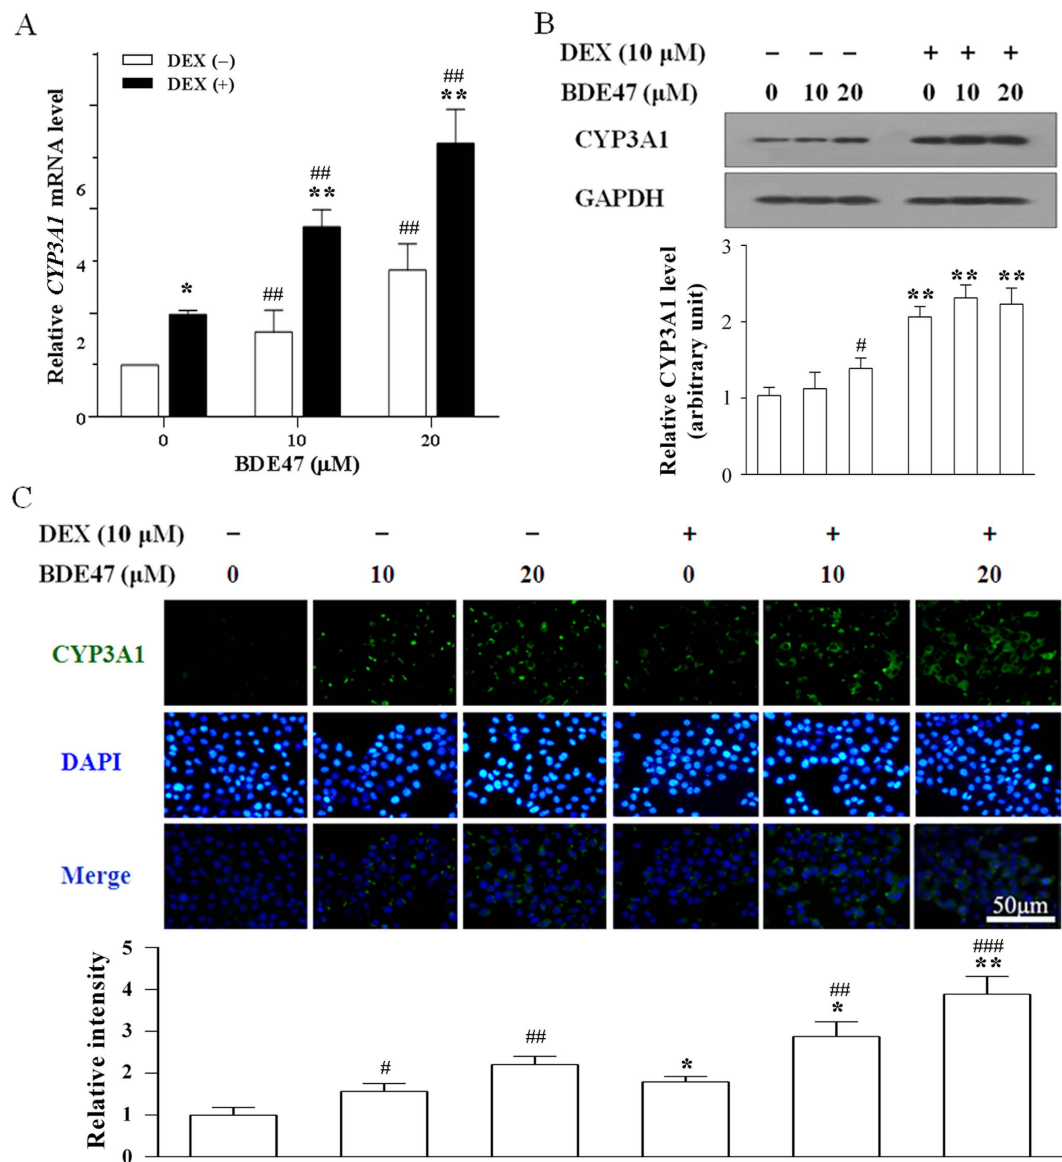 A
DEX (−)
DEX (+)
Relative CYP3A1 mRNA level
6
4
2
0
##
**
##
**
##
##
*
0 10 20
BDE47 (μM)
B
DEX (10 μM) − − − + + +
BDE47 (μM) 0 10 20 0 10 20
CYP3A1
GAPDH
Relative CYP3A1 level
(arbitrary unit)
3
2
1
0
# ** ** **
C
DEX (10 μM) − − − + + +
BDE47 (μM) 0 10 20 0 10 20
CYP3A1
DAPI
Merge
50μm
Relative intensity
5
4
3
2
1
0
# ## * ## * ### **